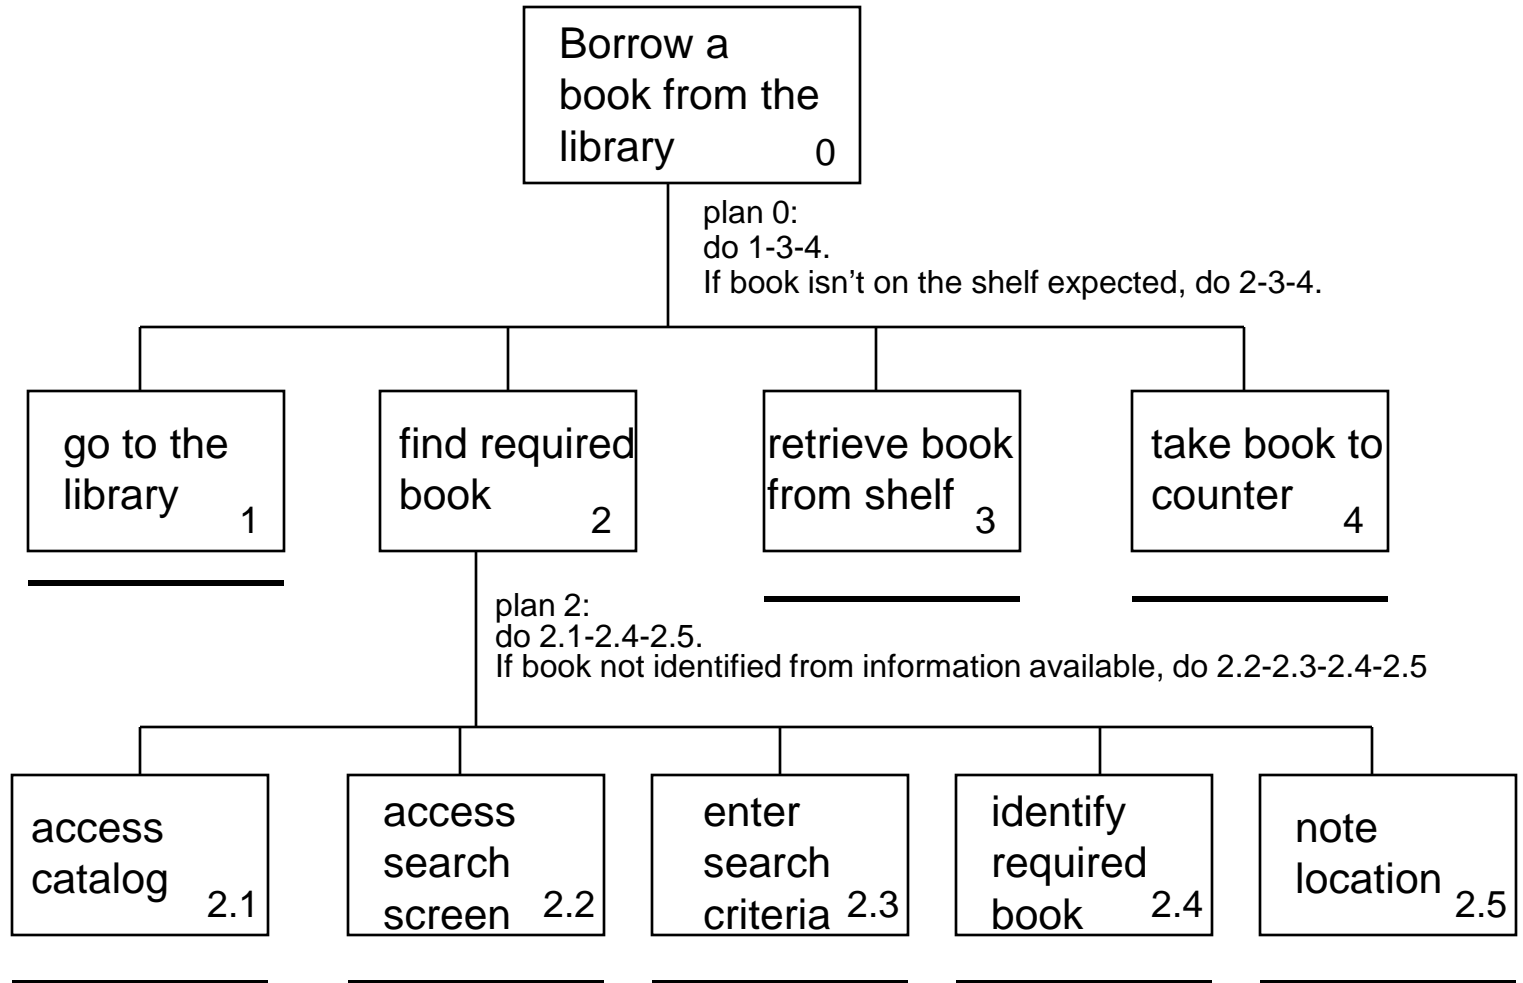 Borrow a
book from the
library 0
plan 0:
do 1-3-4.
If book isn't on the shelf expected, do 2-3-4.
go to the
library 1
find required
book 2
retrieve book
from shelf 3
take book to
counter 4
plan 2:
do 2.1-2.4-2.5.
If book not identified from information available, do 2.2-2.3-2.4-2.5
access
catalog 2.1
access
search
screen 2.2
enter
search
criteria 2.3
identify
required
book 2.4
note
location 2.5